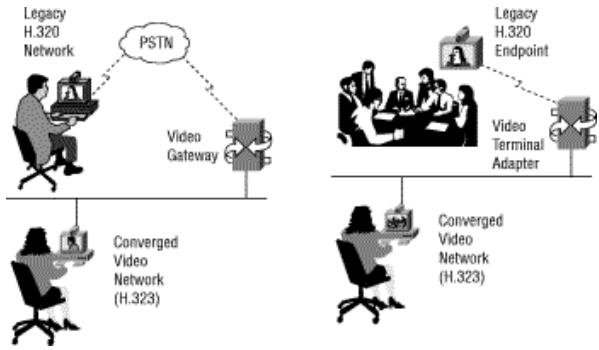 Legacy
H.320
Network
PSTN
Video
Gateway
Converged
Video
Network
(H.323)
Legacy
H.320
Endpoint
Video
Terminal
Adapter
Converged
Video
Network
(H.323)